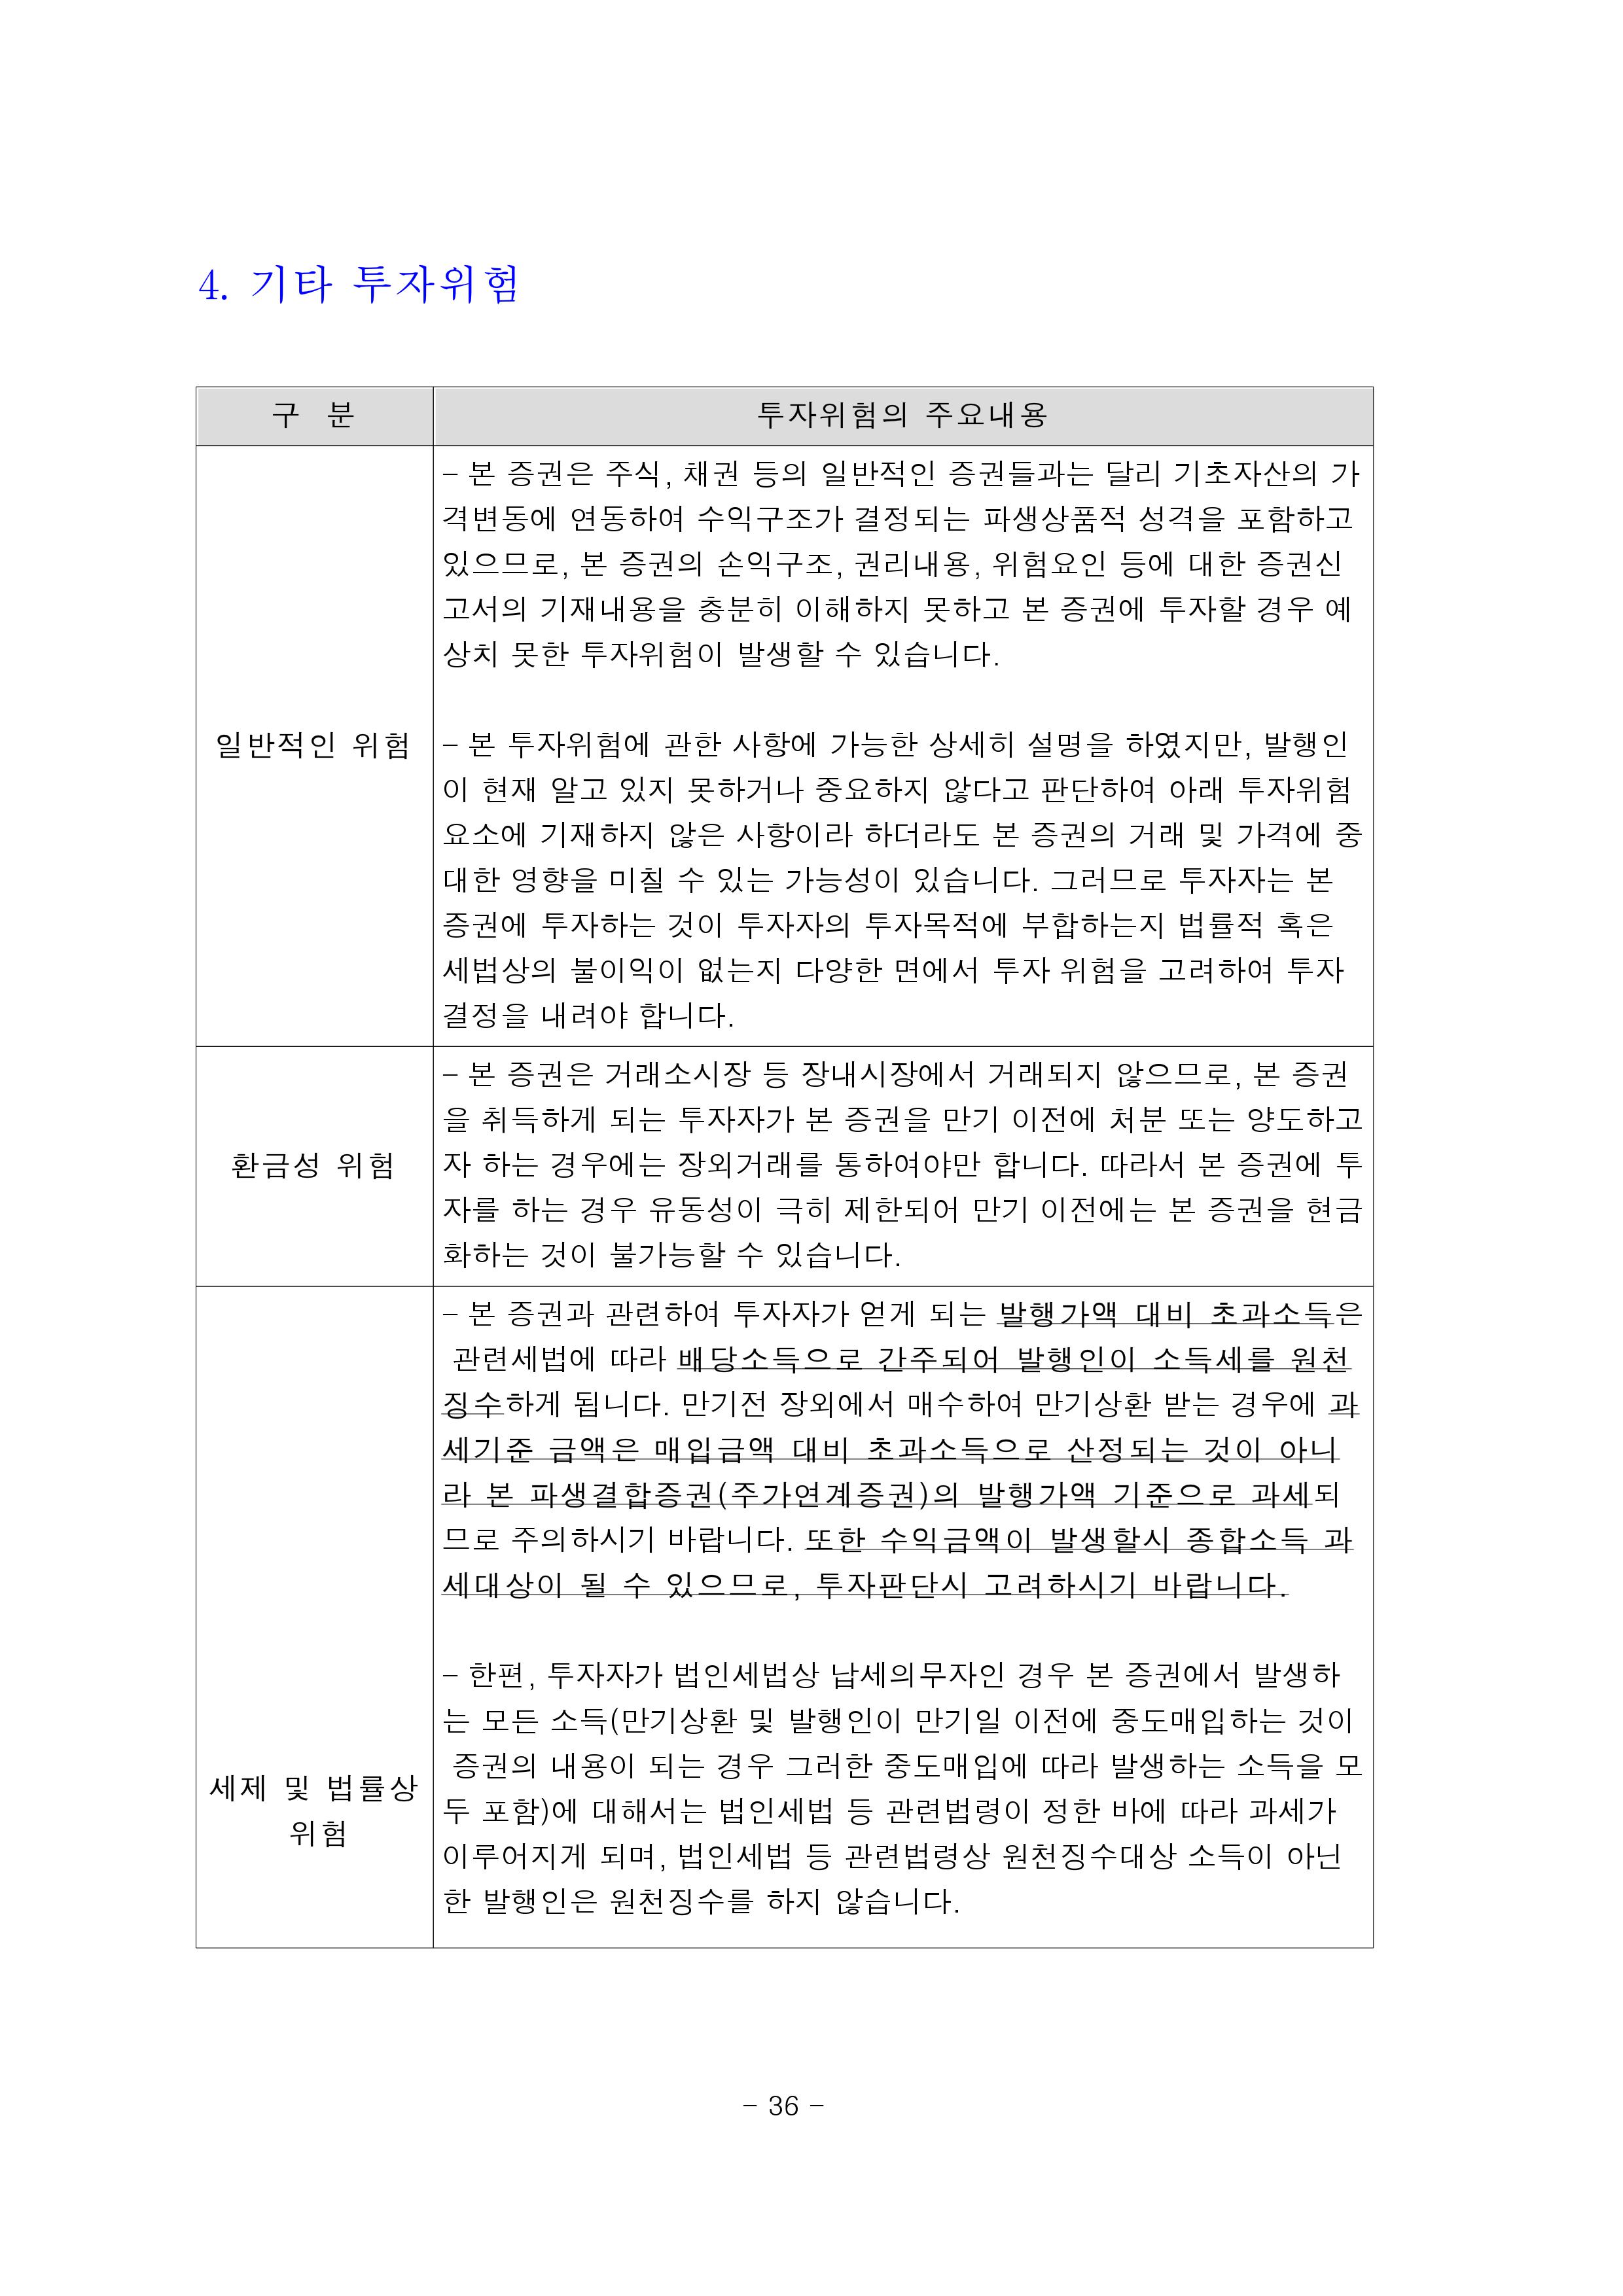 4. 기타 투자위험
구 분
투자위험의 주요내용
일반적인 위험
– 본 증권은 주식, 채권 등의 일반적인 증권들과는 달리 기초자산의 가
격변동에 연동하여 수익구조가 결정되는 파생상품적 성격을 포함하고
있으므로, 본 증권의 손익구조, 권리내용, 위험요인 등에 대한 증권신
고서의 기재내용을 충분히 이해하지 못하고 본 증권에 투자할 경우 예
상치 못한 투자위험이 발생할 수 있습니다.
– 본 투자위험에 관한 사항에 가능한 상세히 설명을 하였지만, 발행인
이 현재 알고 있지 못하거나 중요하지 않다고 판단하여 아래 투자위험
요소에 기재하지 않은 사항이라 하더라도 본 증권의 거래 및 가격에 중
대한 영향을 미칠 수 있는 가능성이 있습니다. 그러므로 투자자는 본
증권에 투자하는 것이 투자자의 투자목적에 부합하는지 법률적 혹은
세법상의 불이익이 없는지 다양한 면에서 투자 위험을 고려하여 투자
결정을 내려야 합니다.
환금성 위험
– 본 증권은 거래소시장 등 장내시장에서 거래되지 않으므로, 본 증권
을 취득하게 되는 투자자가 본 증권을 만기 이전에 처분 또는 양도하고
자 하는 경우에는 장외거래를 통하여야만 합니다. 따라서 본 증권에 투
자를 하는 경우 유동성이 극히 제한되어 만기 이전에는 본 증권을 현금
화하는 것이 불가능할 수 있습니다.
세제 및 법률상
위험
– 본 증권과 관련하여 투자자가 얻게 되는 발행가액 대비 초과소득은
관련세법에 따라 배당소득으로 간주되어 발행인이 소득세를 원천
징수하게 됩니다. 만기전 장외에서 매수하여 만기상환 받는 경우에 과
세기준 금액은 매입금액 대비 초과소득으로 산정되는 것이 아니
라 본 파생결합증권(주가연계증권)의 발행가액 기준으로 과세되
므로 주의하시기 바랍니다. 또한 수익금액이 발생할시 종합소득 과
세대상이 될 수 있으므로, 투자판단시 고려하시기 바랍니다.
– 한편, 투자자가 법인세법상 납세의무자인 경우 본 증권에서 발생하
는 모든 소득(만기상환 및 발행인이 만기일 이전에 중도매입하는 것이
증권의 내용이 되는 경우 그러한 중도매입에 따라 발생하는 소득을 모
두 포함)에 대해서는 법인세법 등 관련법령이 정한 바에 따라 과세가
이루어지게 되며, 법인세법 등 관련법령상 원천징수대상 소득이 아닌
한 발행인은 원천징수를 하지 않습니다.
– 36 –